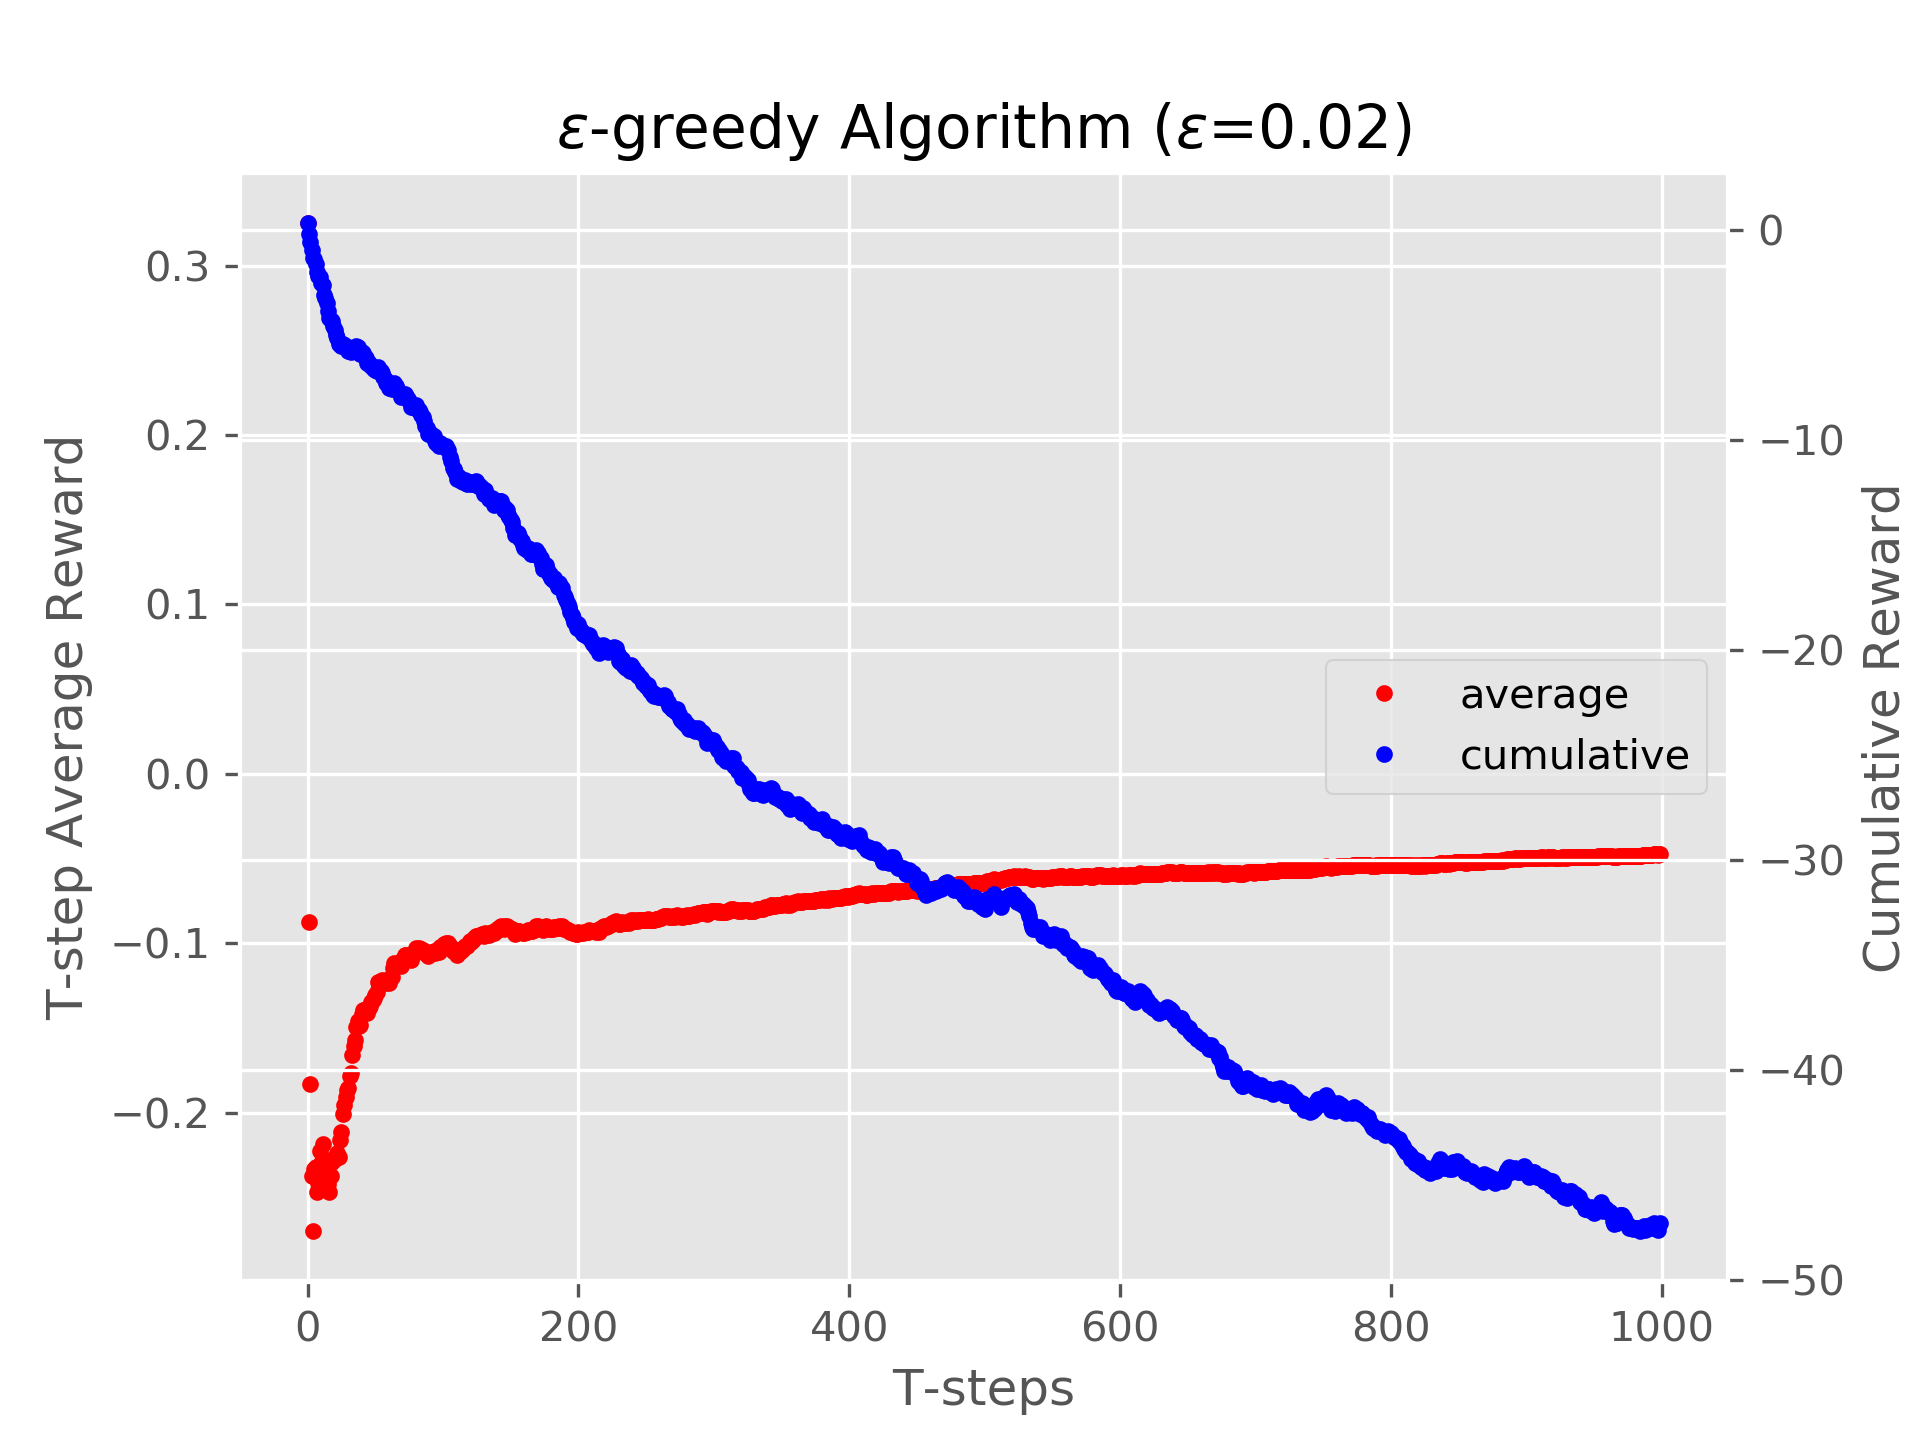 ε-greedy Algorithm (ε=0.02)
T-step Average Reward
0.3
0.2
0.1
0.0
−0.1
−0.2
0
−10
−20
−30
−40
−50
Cumulative Reward
average
cumulative
0 200 400 600 800 1000
T-steps